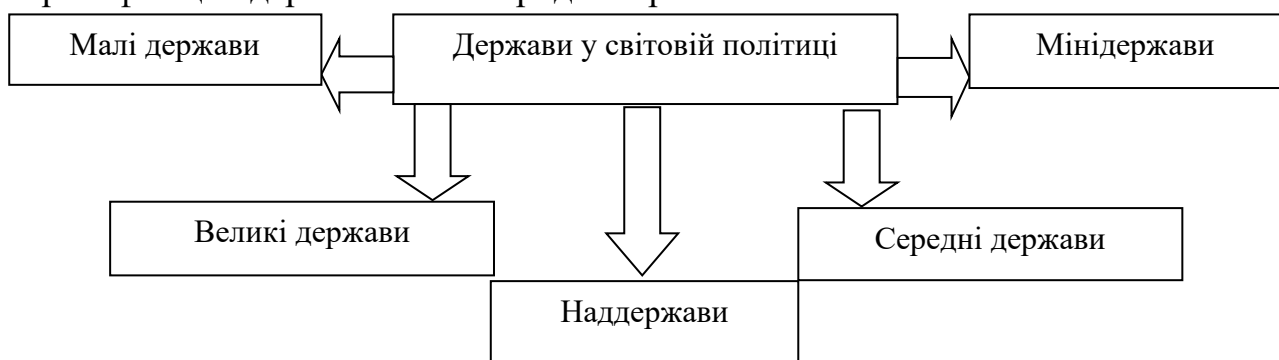 Малі держави
Держави у світовій політиці
Мінідержави
Великі держави
Середні держави
Наддержави